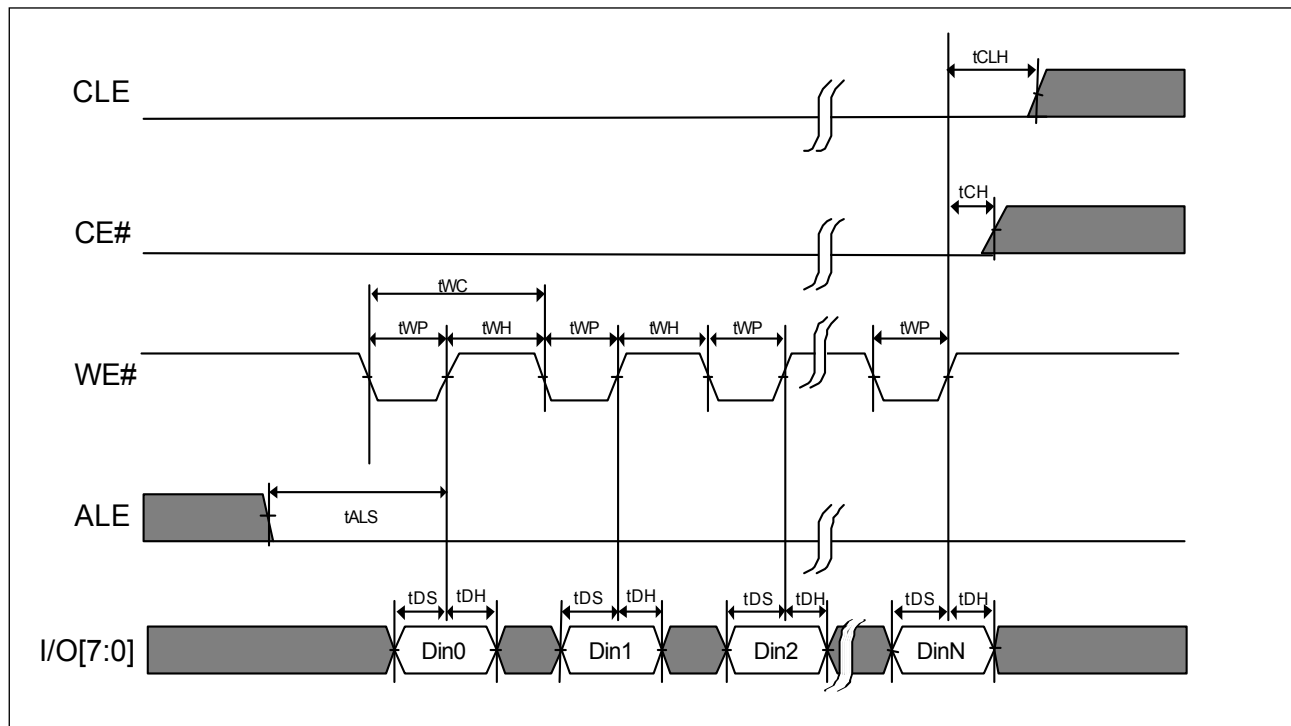 tCLH
CLE
tCH
CE#
tWC
tWP tWH tWP tWH tWP tWP
WE#
ALE
tALS
tDS tDH tDS tDH tDS tDH tDS tDH
I/O[7:0] Din0 Din1 Din2 DinN